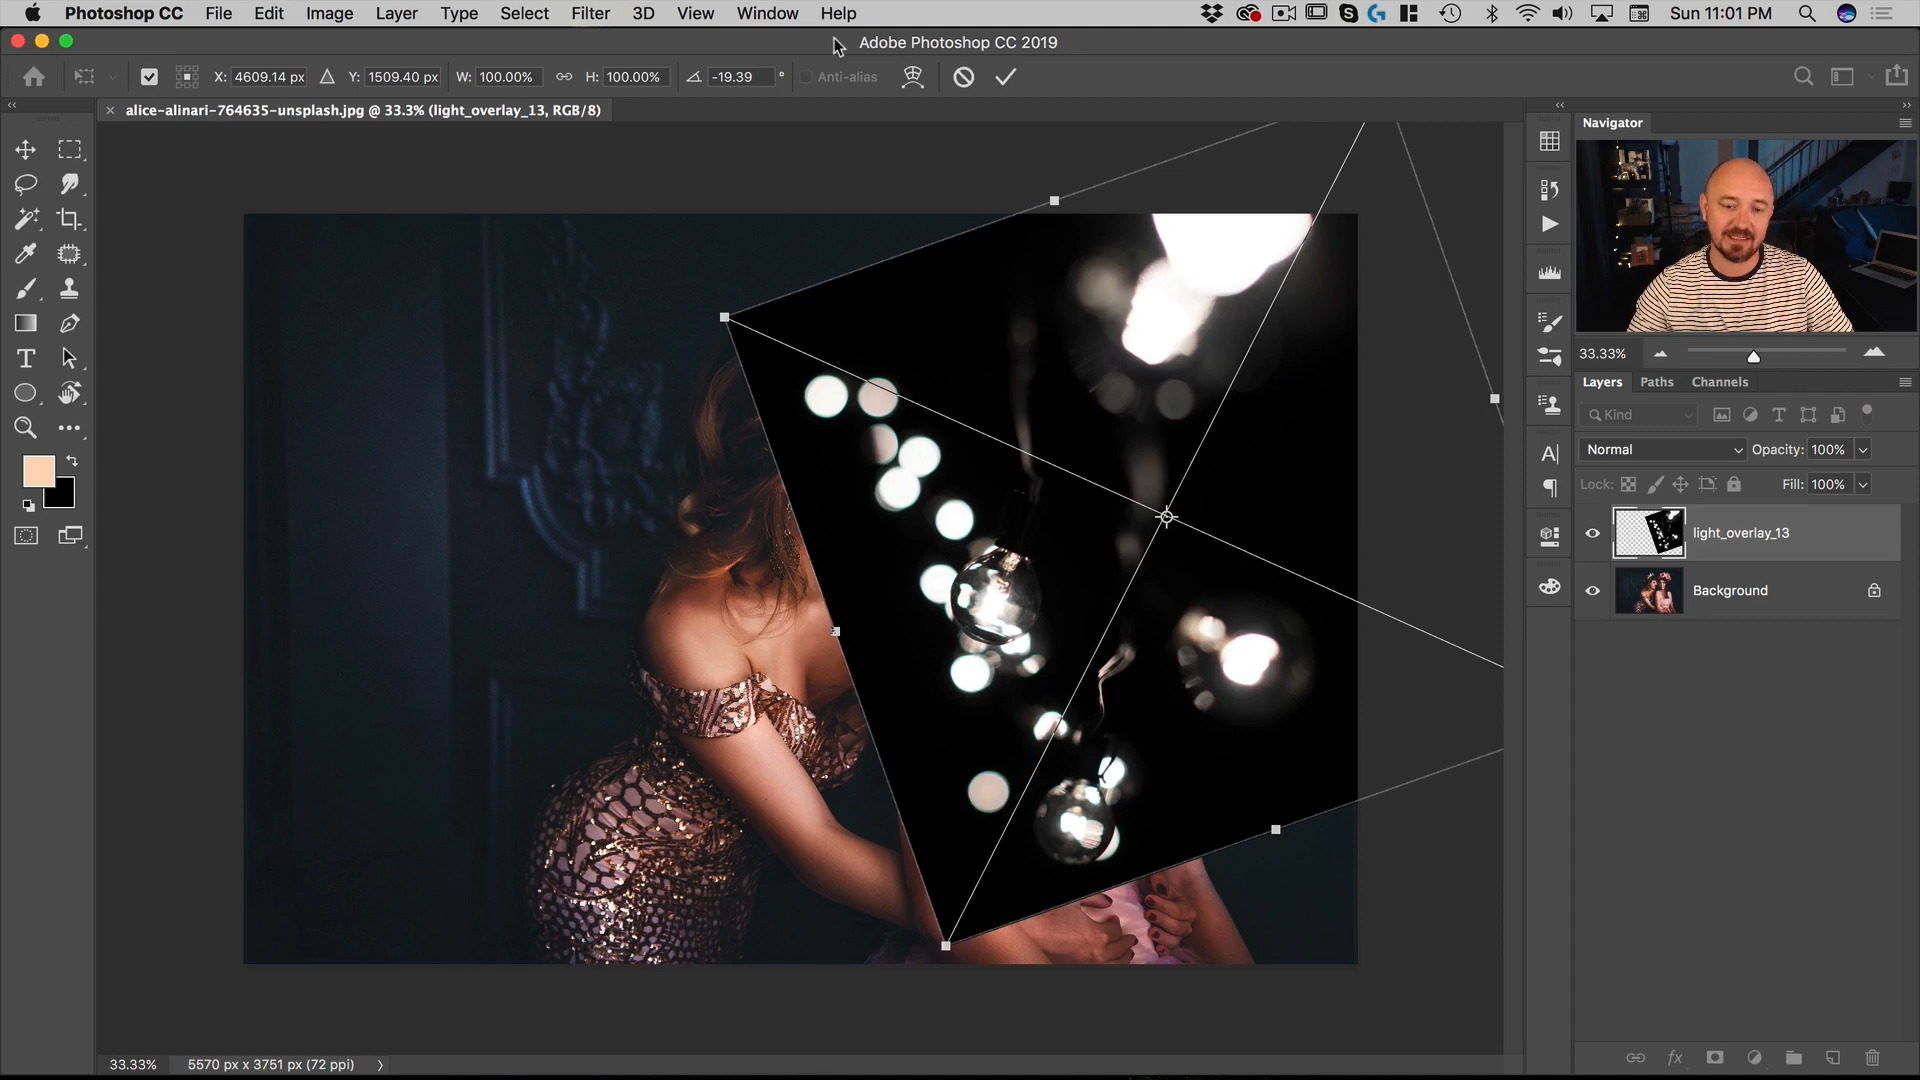 Photoshop CC File Edit Image Layer Type Select Filter 3D View Window Help Sun 11:01 PM
Adobe Photoshop CC 2019
X: 4609.14 px Y: 1509.40 px W: 100.00% H: 100.00% -19.39 ° Anti-alias
alice-alinari-764635-unsplash.jpg @ 33.3% (light_overlay_13, RGB/8)
Navigator
33.33%
Layers Paths Channels
Kind
Normal Opacity: 100%
Lock: Fill: 100%
light_overlay_13
Background
33.33% 5570 px x 3751 px (72 ppi)